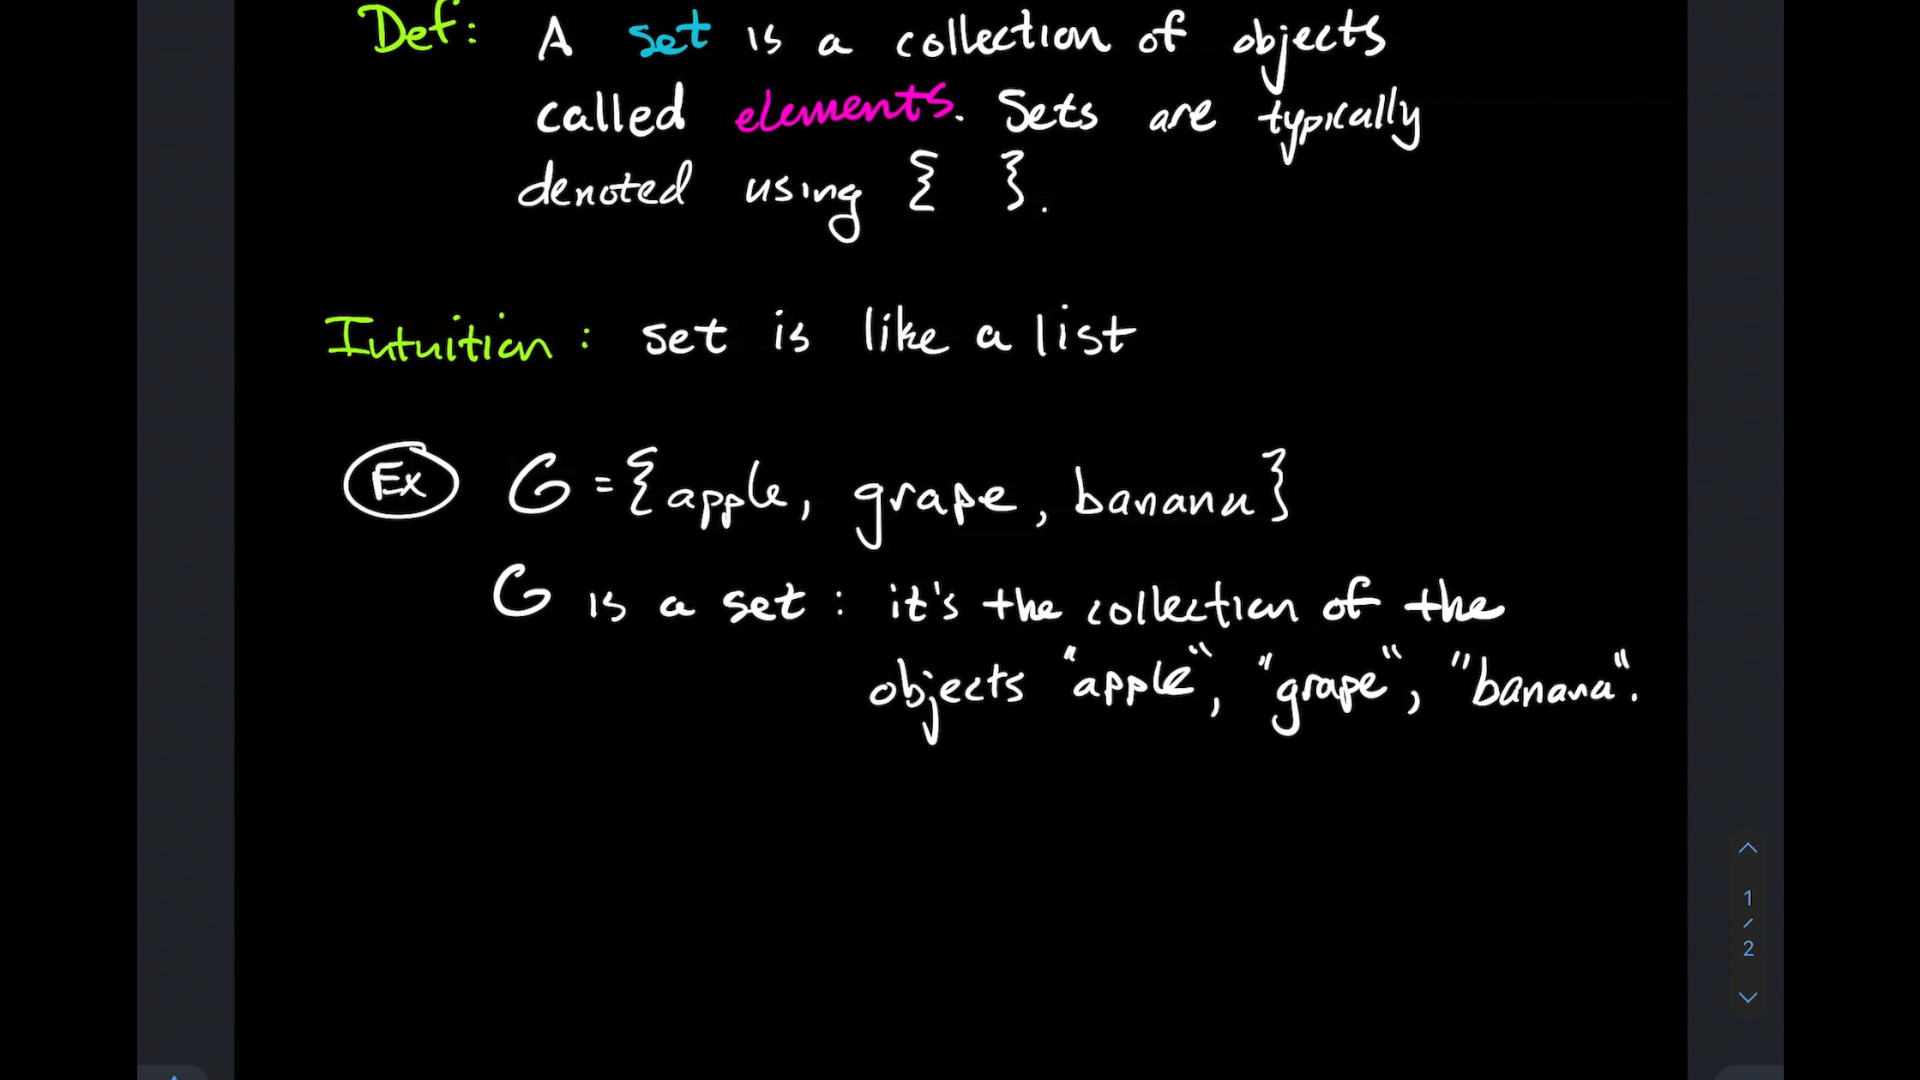 Def: A set is a collection of objects
called elements. Sets are typically
denoted using { }.
Intuition: set is like a list
Ex G = {apple, grape, banana}
G is a set: it's the collection of the
objects "apple", "grape", "banana".
1
/
2